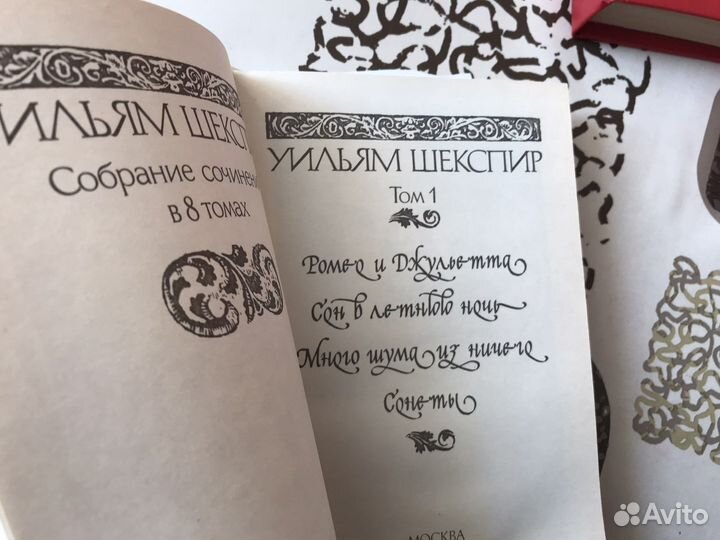 УИЛЬЯМ ШЕКСП
Собрание сочинен
в 8 томах
УИЛЬЯМ ШЕКСПИР
Том 1
Ромео и Джульетта
Сон в летнюю ночь
Много шума из ничего
Сонеты
МОСКВА
Avito